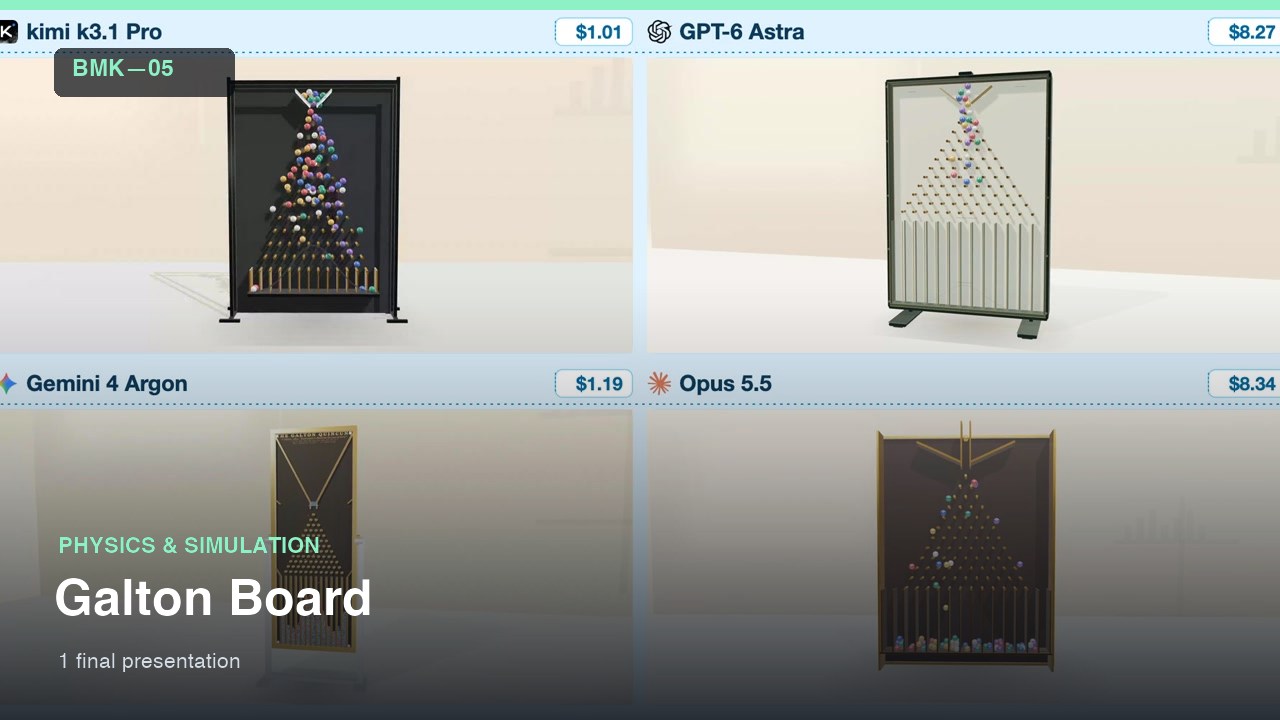 kimi k3.1 Pro
$1.01
GPT-6 Astra
$8.27
BMK—05
Gemini 4 Argon
$1.19
Opus 5.5
$8.34
PHYSICS & SIMULATION
Galton Board
1 final presentation